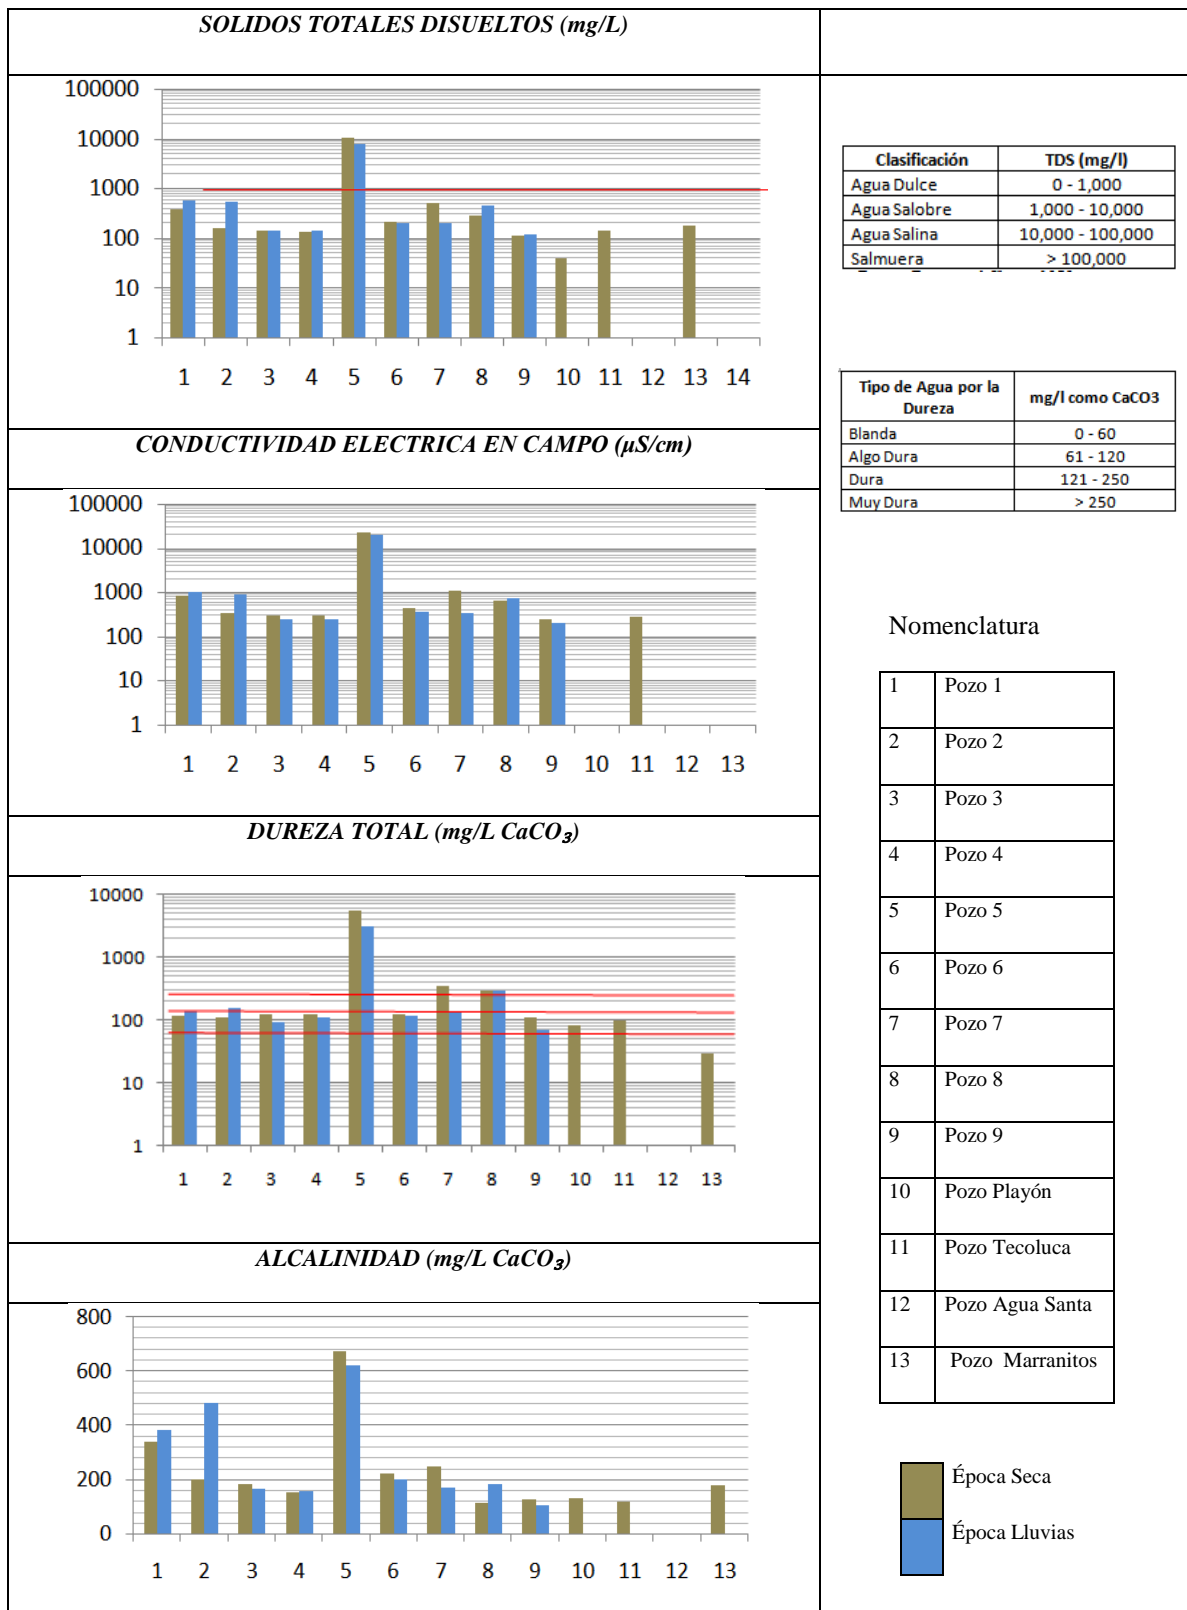 SOLIDOS TOTALES DISUELTOS (mg/L)
100000
10000
1000
100
10
1
1 2 3 4 5 6 7 8 9 10 11 12 13 14
CONDUCTIVIDAD ELECTRICA EN CAMPO (µS/cm)
100000
10000
1000
100
10
1
1 2 3 4 5 6 7 8 9 10 11 12 13
DUREZA TOTAL (mg/L CaCO₃)
10000
1000
100
10
1
1 2 3 4 5 6 7 8 9 10 11 12 13
ALCALINIDAD (mg/L CaCO₃)
800
600
400
200
0
1 2 3 4 5 6 7 8 9 10 11 12 13
Clasificación TDS (mg/l)
Agua Dulce 0 - 1,000
Agua Salobre 1,000 - 10,000
Agua Salina 10,000 - 100,000
Salmuera > 100,000
Tipo de Agua por la
Dureza
mg/l como CaCO3
Blanda 0 - 60
Algo Dura 61 - 120
Dura 121 - 250
Muy Dura > 250
Nomenclatura
1 Pozo 1
2 Pozo 2
3 Pozo 3
4 Pozo 4
5 Pozo 5
6 Pozo 6
7 Pozo 7
8 Pozo 8
9 Pozo 9
10 Pozo Playón
11 Pozo Tecoluca
12 Pozo Agua Santa
13 Pozo Marranitos
Época Seca
Época Lluvias